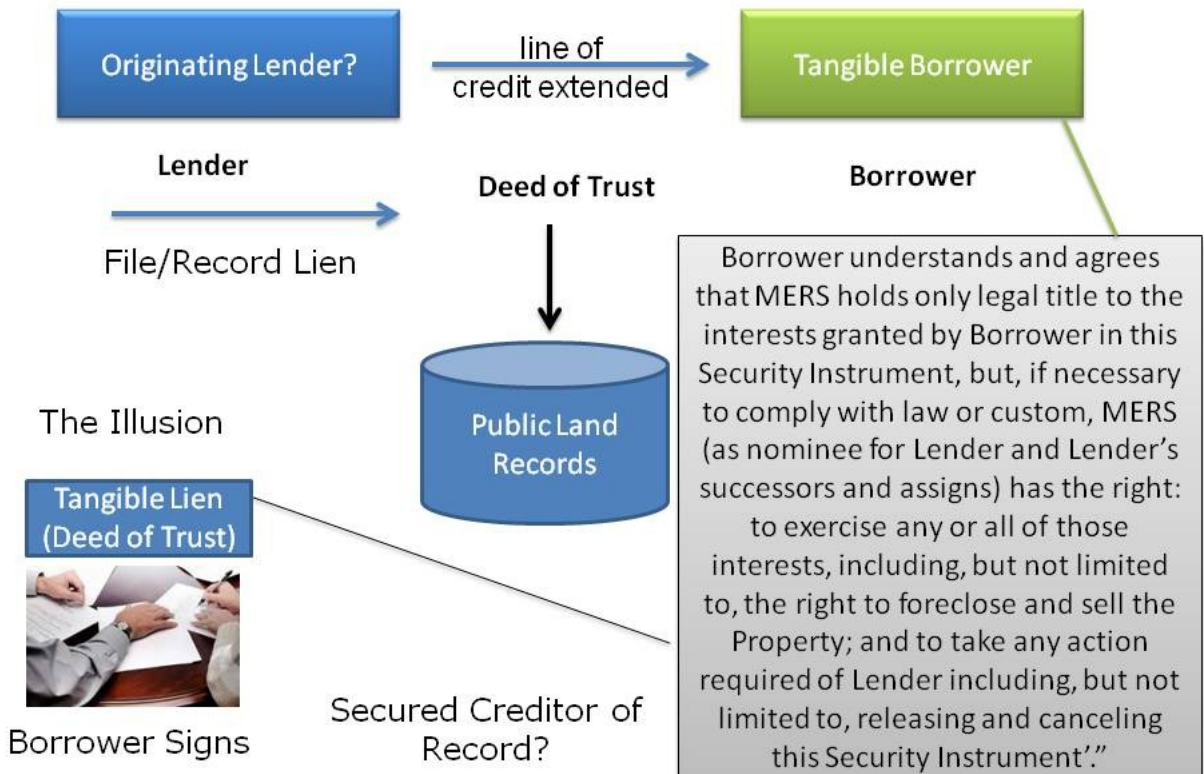 Originating Lender?
line of
credit extended
Tangible Borrower
Lender
Deed of Trust
Borrower
File/Record Lien
Public Land
Records
The Illusion
Tangible Lien
(Deed of Trust)
Borrower Signs
Secured Creditor of
Record?
Borrower understands and agrees
that MERS holds only legal title to the
interests granted by Borrower in this
Security Instrument, but, if necessary
to comply with law or custom, MERS
(as nominee for Lender and Lender's
successors and assigns) has the right:
to exercise any or all of those
interests, including, but not limited
to, the right to foreclose and sell the
Property; and to take any action
required of Lender including, but not
limited to, releasing and canceling
this Security Instrument'.”